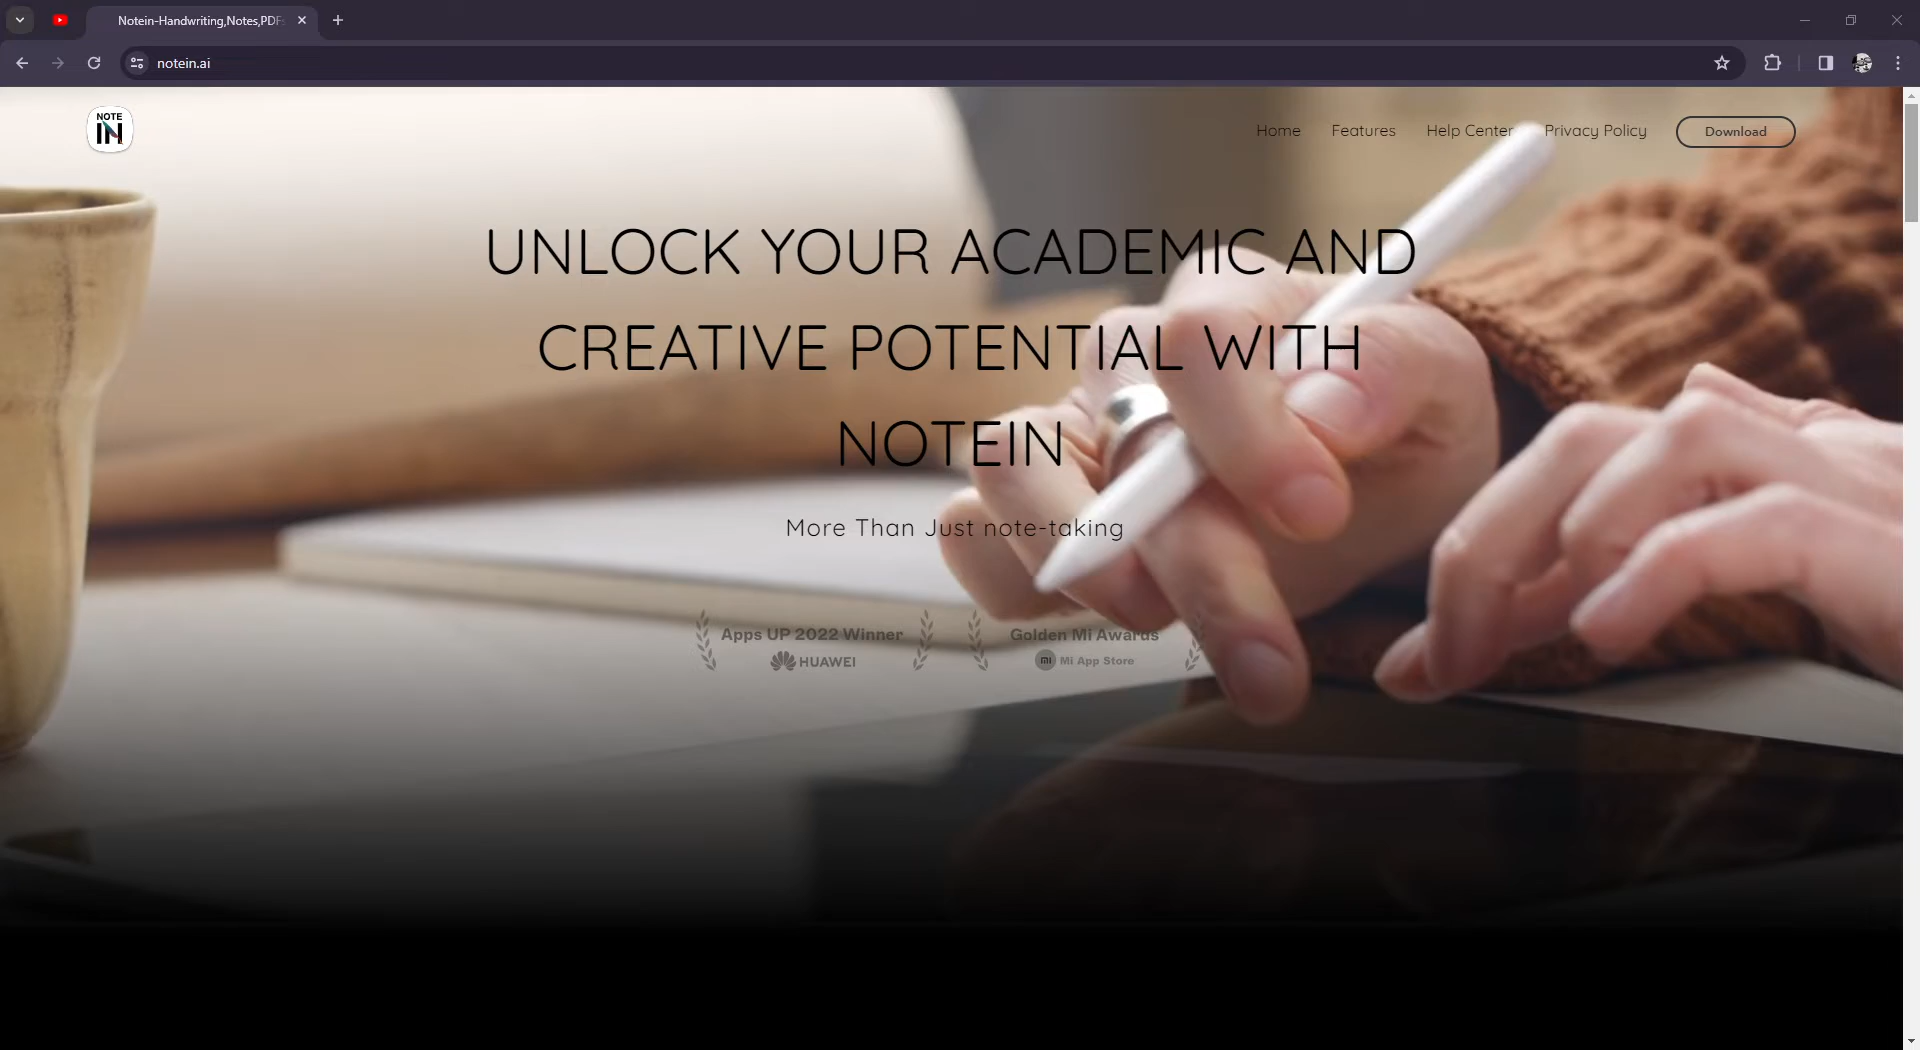 Notein-Handwriting,Notes,PDF
notein.ai
NOTE
IN
Home Features Help Center Privacy Policy Download
UNLOCK YOUR ACADEMIC AND
CREATIVE POTENTIAL WITH
NOTEIN
More Than Just note-taking
Apps UP 2022 Winner
HUAWEI
Golden Mi Awards
mi Mi App Store